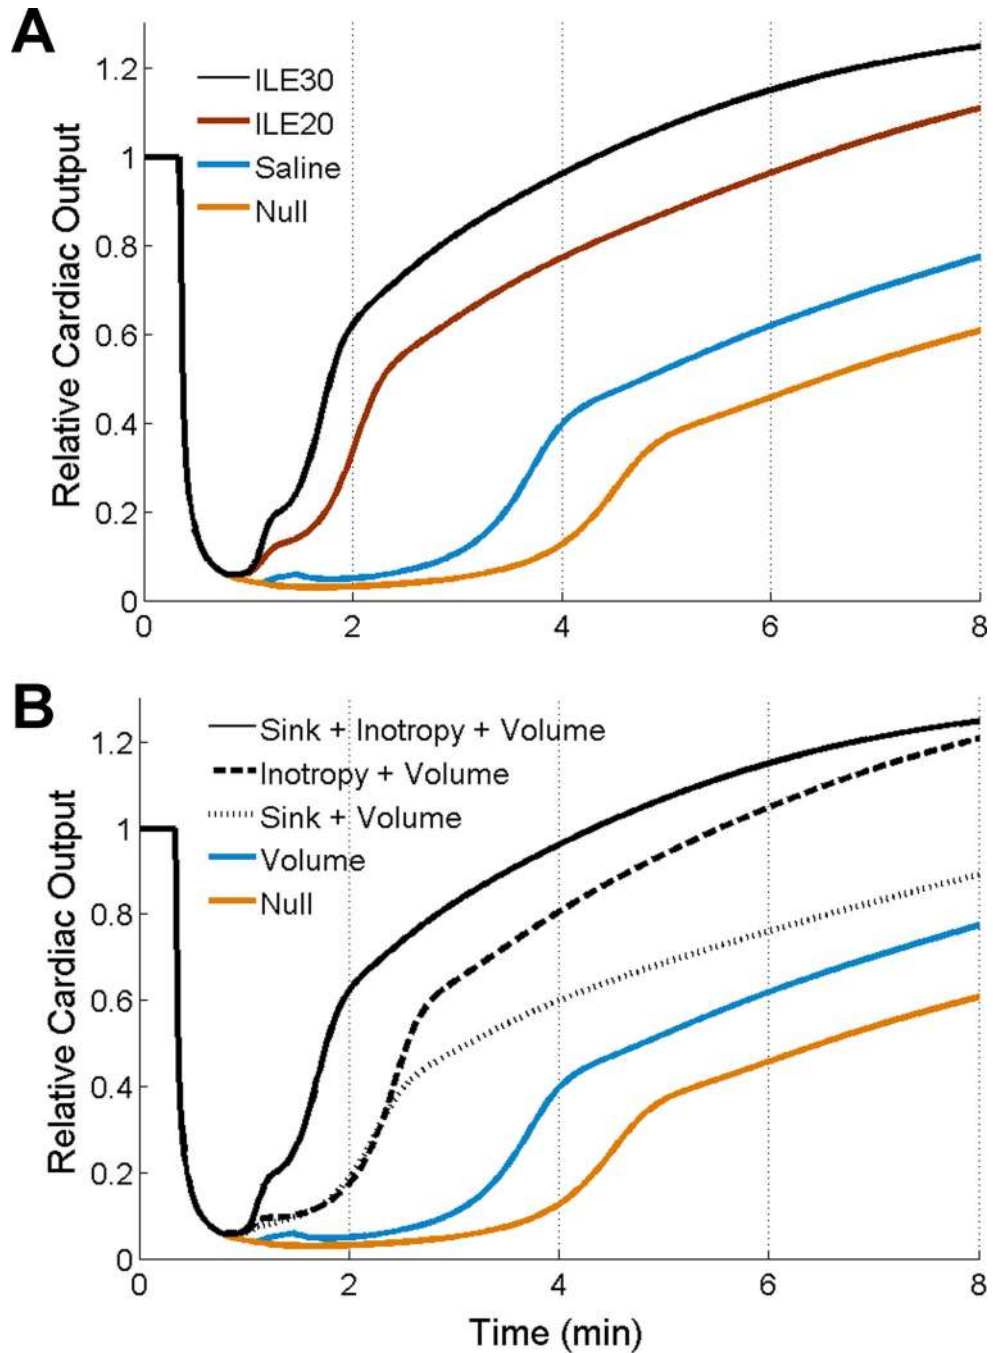 A
Relative Cardiac Output
1.2
1
0.8
0.6
0.4
0.2
0
ILE30
ILE20
Saline
Null
0 2 4 6 8
B
Relative Cardiac Output
1.2
1
0.8
0.6
0.4
0.2
0
Sink + Inotropy + Volume
Inotropy + Volume
Sink + Volume
Volume
Null
0 2 4 6 8
Time (min)